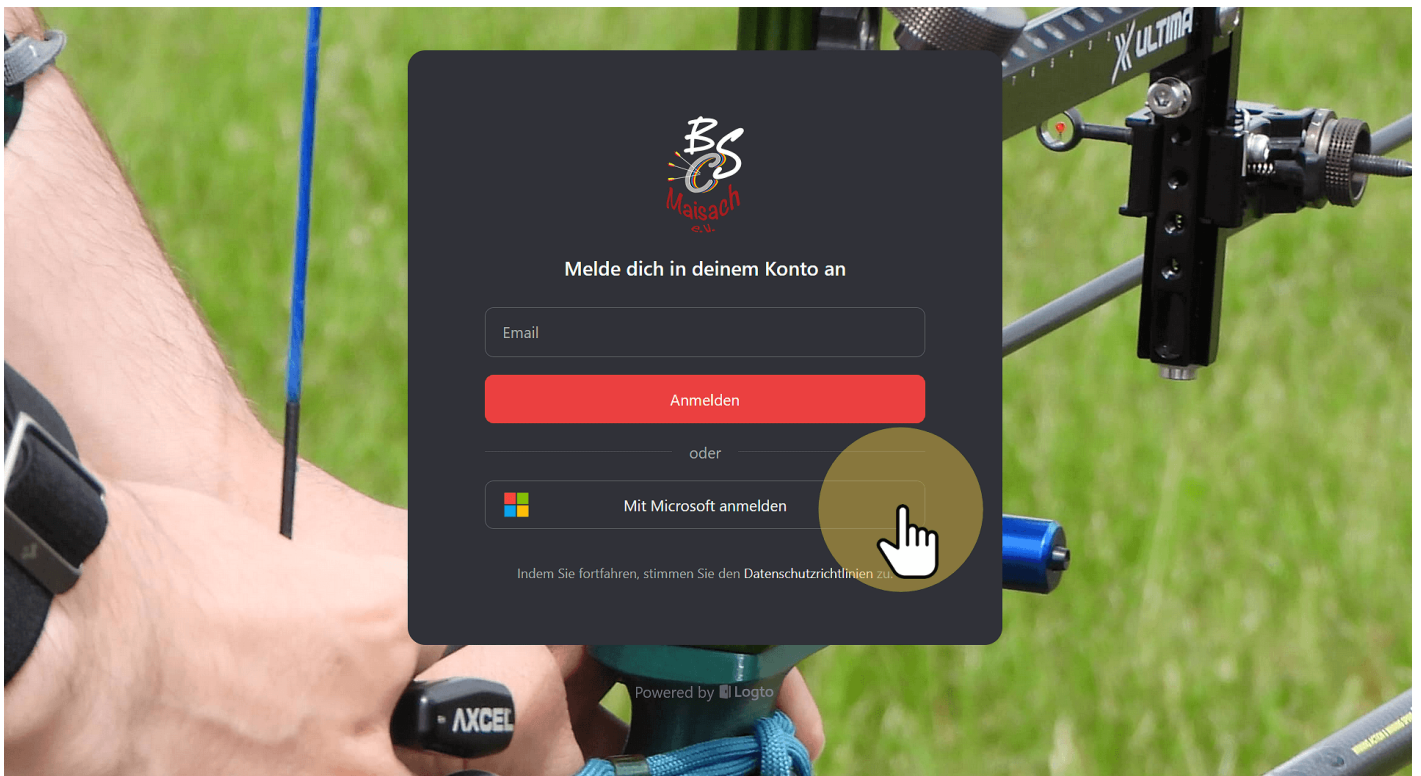 ULTIMA
BCS
Maisach
e.V.
Melde dich in deinem Konto an
Email
Anmelden
oder
Mit Microsoft anmelden
Indem Sie fortfahren, stimmen Sie den Datenschutzrichtlinien zu.
Powered by Logto
AXCEL